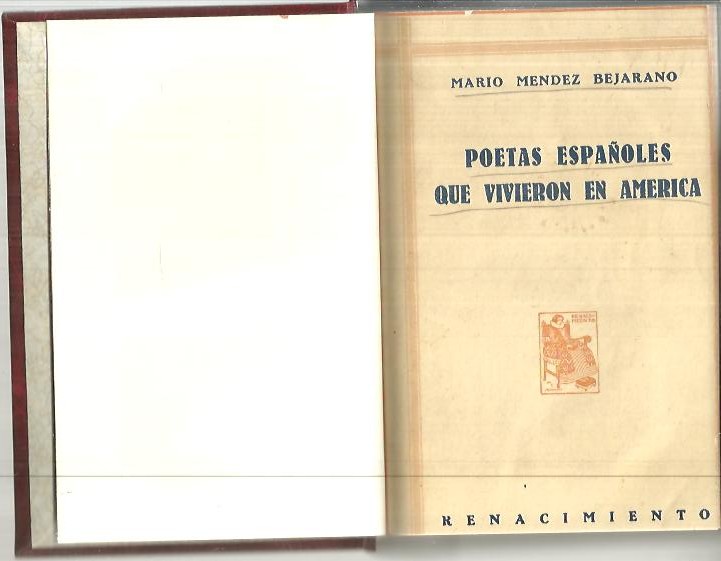 MARIO MENDEZ BEJARANO
POETAS ESPAÑOLES
QUE VIVIERON EN AMERICA
RENACIMIENTO